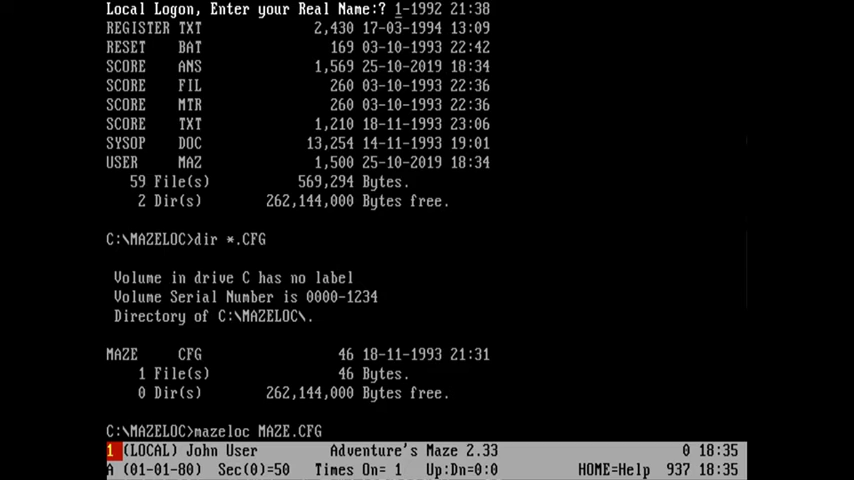 Local Logon, Enter your Real Name:? 1-1992 21:38
REGISTER TXT 2,430 17-03-1994 13:09
RESET BAT 169 03-10-1993 22:42
SCORE ANS 1,569 25-10-2019 18:34
SCORE FIL 260 03-10-1993 22:36
SCORE MTR 260 03-10-1993 22:36
SCORE TXT 1,210 18-11-1993 23:06
SYSOP DOC 13,254 14-11-1993 19:01
USER MAZ 1,500 25-10-2019 18:34
59 File(s) 569,294 Bytes.
2 Dir(s) 262,144,000 Bytes free.
C:\MAZELOC>dir *.CFG
Volume in drive C has no label
Volume Serial Number is 0000-1234
Directory of C:\MAZELOC\.
MAZE CFG 46 18-11-1993 21:31
1 File(s) 46 Bytes.
0 Dir(s) 262,144,000 Bytes free.
C:\MAZELOC>mazeloc MAZE.CFG
1 (LOCAL) John User Adventure's Maze 2.33 0 18:35
A (01-01-80) Sec(0)=50 Times On= 1 Up:Dn=0:0 HOME=Help 937 18:35